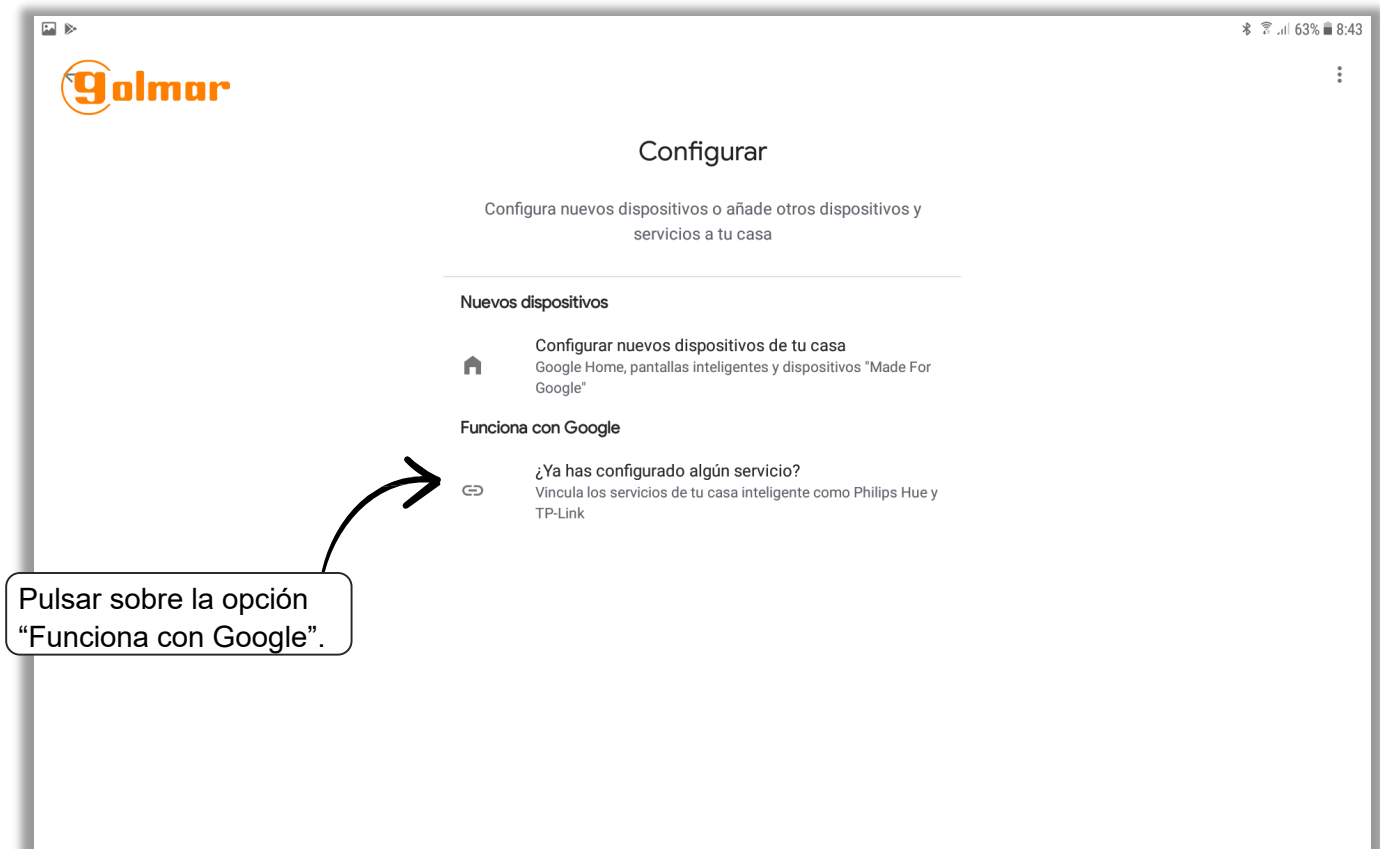 63% 8:43
golmar
Configurar
Configura nuevos dispositivos o añade otros dispositivos y
servicios a tu casa
Nuevos dispositivos
Configurar nuevos dispositivos de tu casa
Google Home, pantallas inteligentes y dispositivos "Made For
Google"
Funciona con Google
¿Ya has configurado algún servicio?
Vincula los servicios de tu casa inteligente como Philips Hue y
TP-Link
Pulsar sobre la opción
“Funciona con Google”.